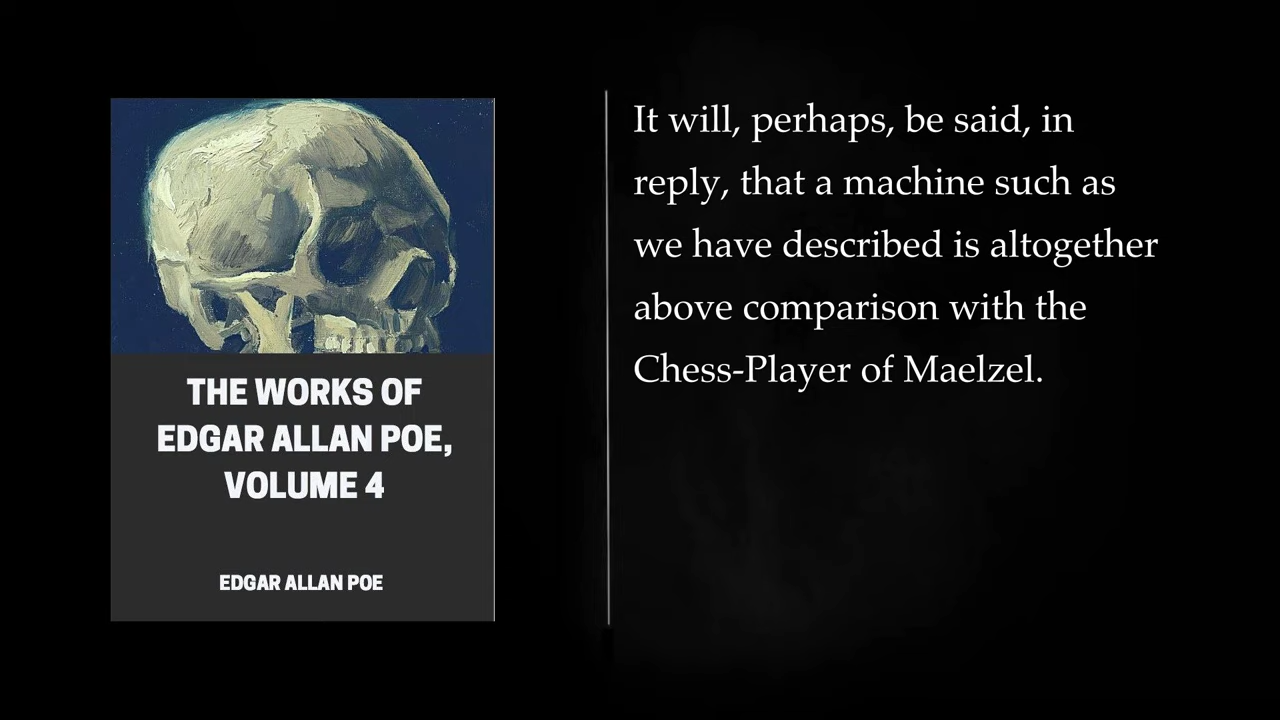 THE WORKS OF
EDGAR ALLAN POE,
VOLUME 4
EDGAR ALLAN POE
It will, perhaps, be said, in
reply, that a machine such as
we have described is altogether
above comparison with the
Chess-Player of Maelzel.